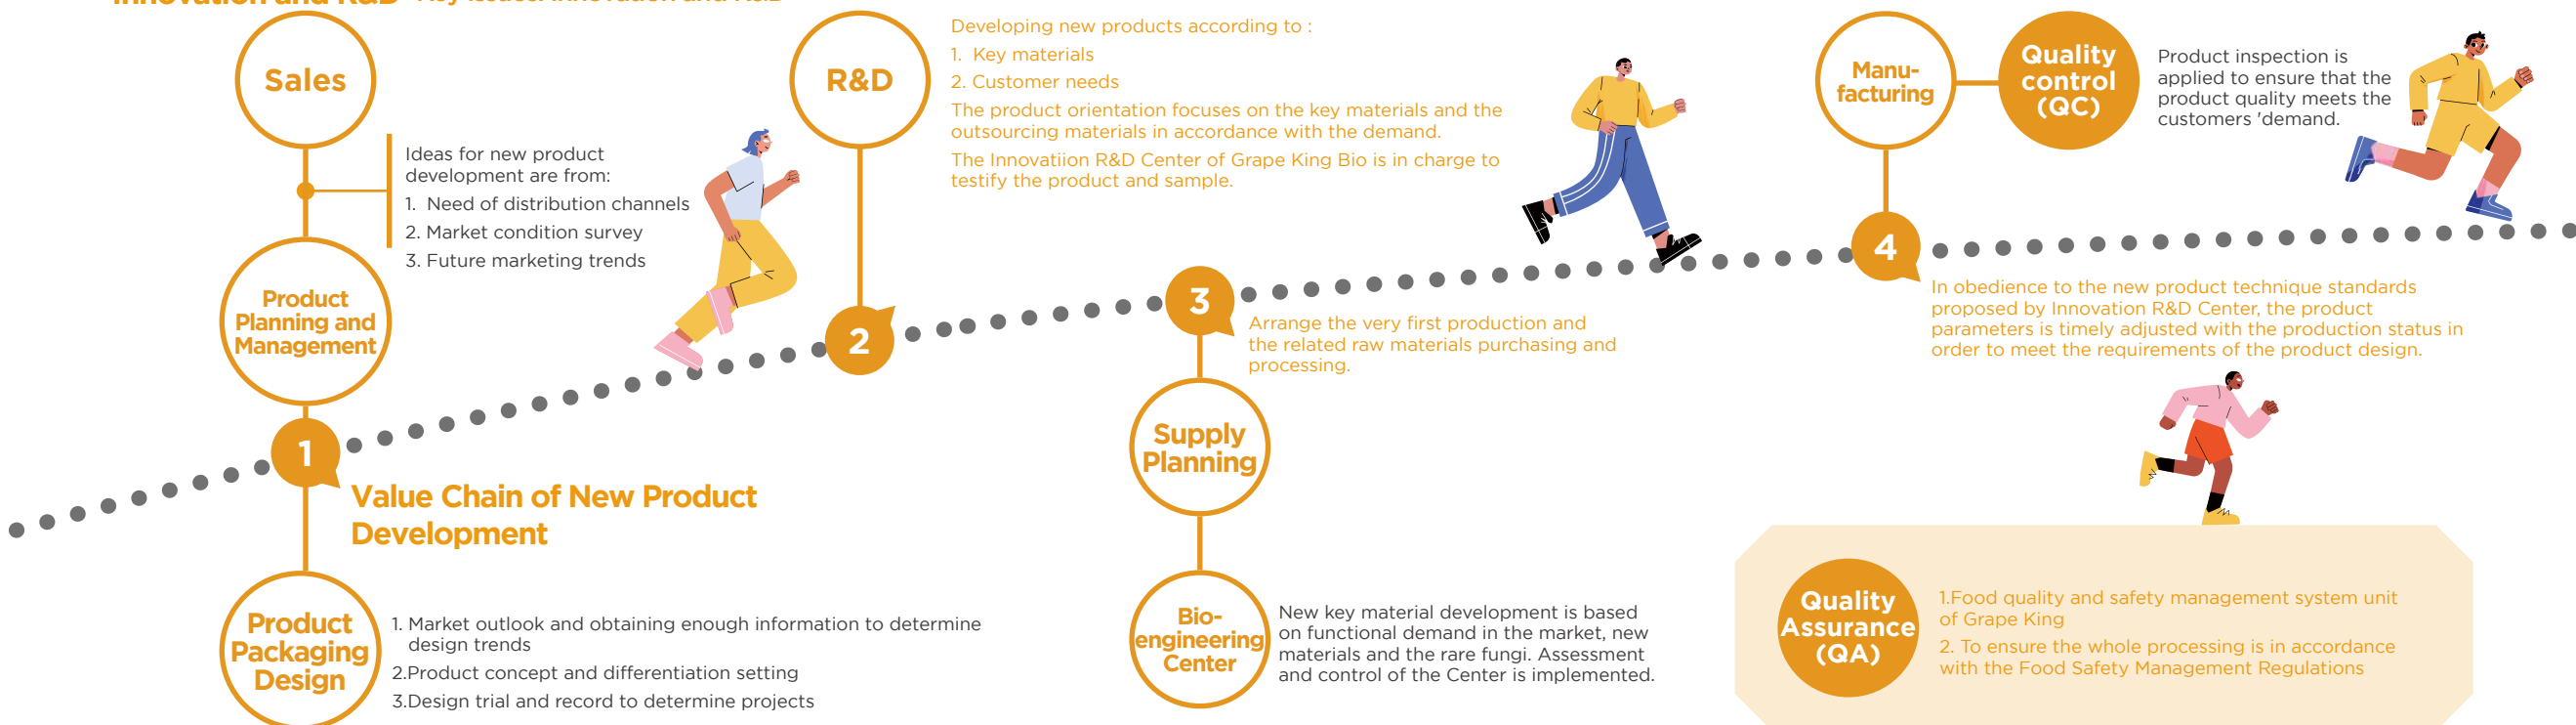 Sales
Ideas for new product
development are from:
1. Need of distribution channels
2. Market condition survey
3. Future marketing trends
Product
Planning and
Management
1
Value Chain of New Product
Development
Product
Packaging
Design
1. Market outlook and obtaining enough information to determine
design trends
2.Product concept and differentiation setting
3.Design trial and record to determine projects
R&D
Developing new products according to :
1. Key materials
2. Customer needs
The product orientation focuses on the key materials and the
outsourcing materials in accordance with the demand.
The Innovatiion R&D Center of Grape King Bio is in charge to
testify the product and sample.
2
3
Arrange the very first production and
the related raw materials purchasing and
processing.
Supply
Planning
Bio-
engineering
Center
New key material development is based
on functional demand in the market, new
materials and the rare fungi. Assessment
and control of the Center is implemented.
Manu-
facturing
Quality
control
(QC)
Product inspection is
applied to ensure that the
product quality meets the
customers 'demand.
4
In obedience to the new product technique standards
proposed by Innovation R&D Center, the product
parameters is timely adjusted with the production status in
order to meet the requirements of the product design.
Quality
Assurance
(QA)
1.Food quality and safety management system unit
of Grape King
2. To ensure the whole processing is in accordance
with the Food Safety Management Regulations